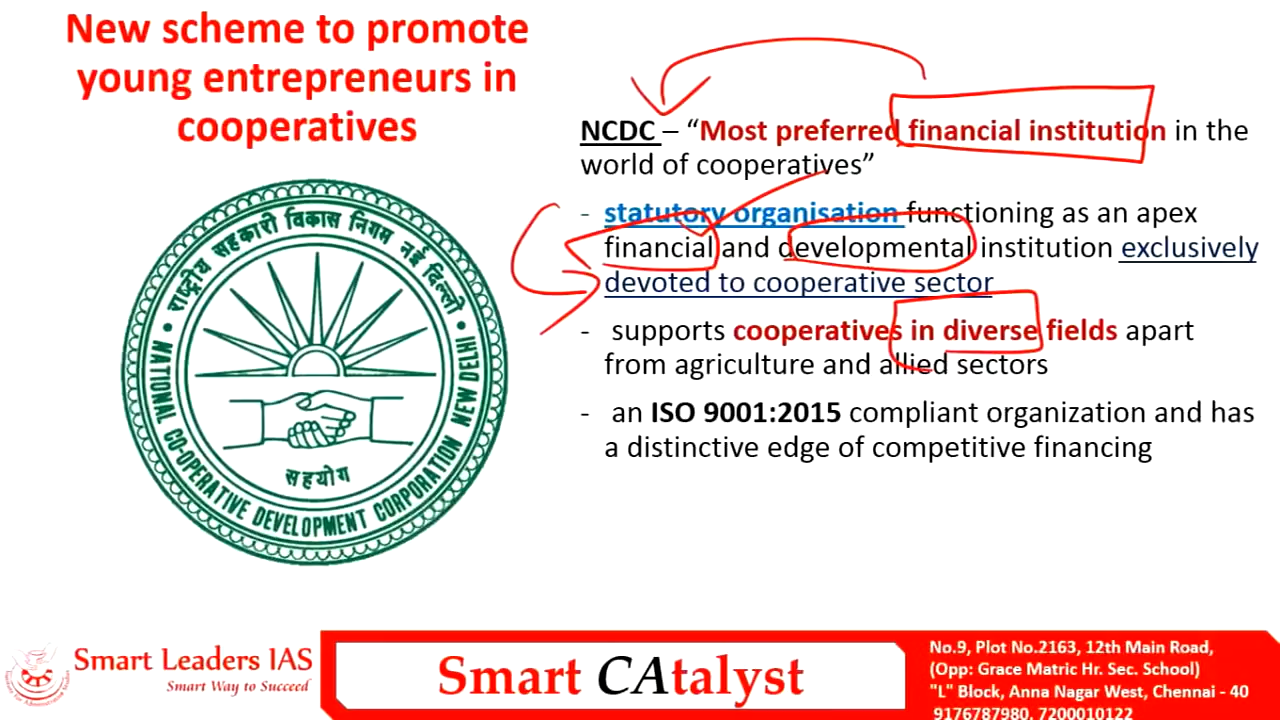 New scheme to promote
young entrepreneurs in
cooperatives
राष्ट्रीय सहकारी विकास निगम नई दिल्ली
• NATIONAL CO-OPERATIVE DEVELOPMENT CORPORATION NEW DELHI •
सहयोग
NCDC – “Most preferred financial institution in the
world of cooperatives”
- statutory organisation functioning as an apex
financial and developmental institution exclusively
devoted to cooperative sector
- supports cooperatives in diverse fields apart
from agriculture and allied sectors
- an ISO 9001:2015 compliant organization and has
a distinctive edge of competitive financing
Smart Leaders IAS
Smart Way to Succeed
Smart CAtalyst
No.9, Plot No.2163, 12th Main Road,
(Opp: Grace Matric Hr. Sec. School)
"L" Block, Anna Nagar West, Chennai - 40
9176787980, 7200010122